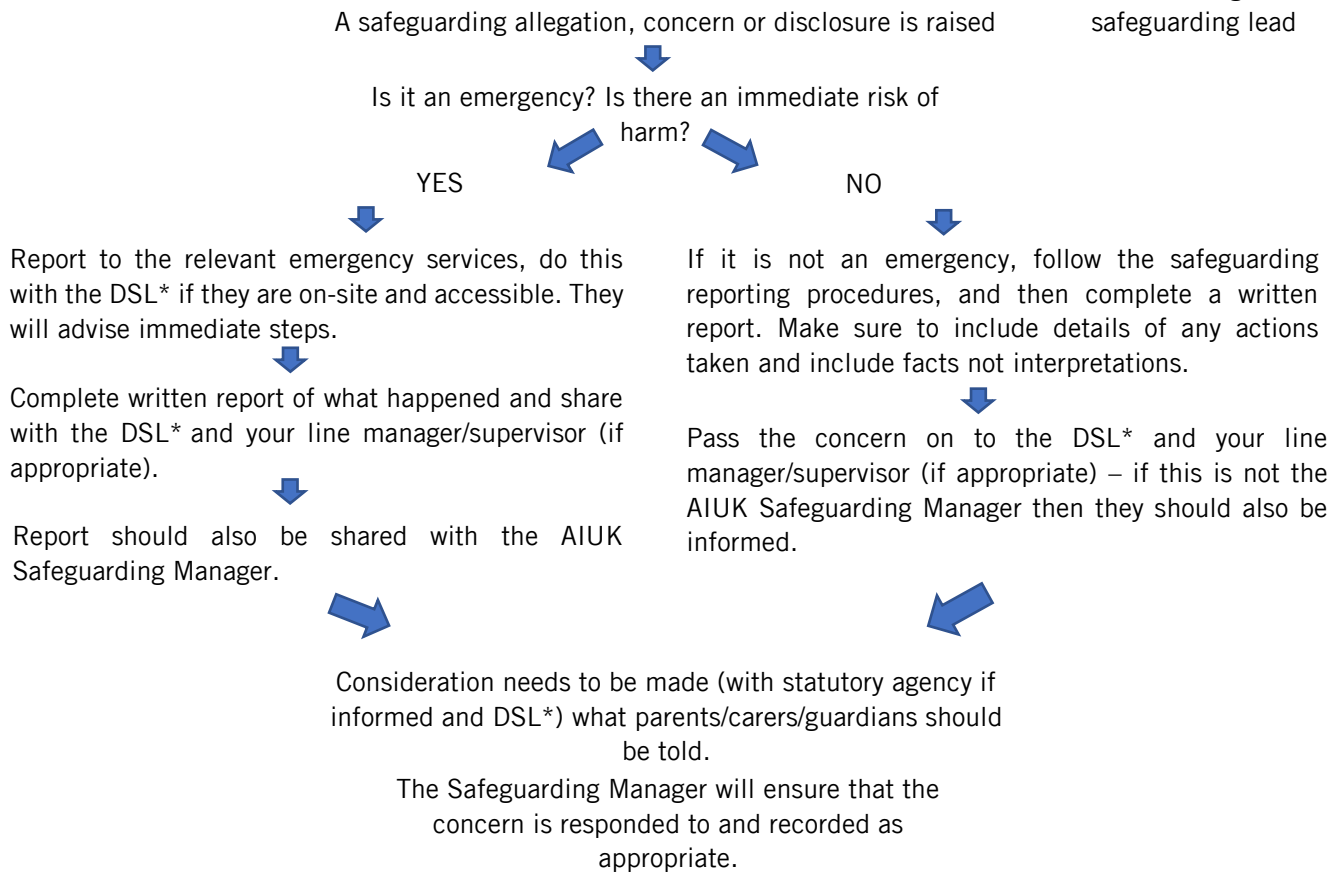 A safeguarding allegation, concern or disclosure is raised
safeguarding lead
Is it an emergency? Is there an immediate risk of
harm?
YES
NO
Report to the relevant emergency services, do this
with the DSL* if they are on-site and accessible. They
will advise immediate steps.
Complete written report of what happened and share
with the DSL* and your line manager/supervisor (if
appropriate).
Report should also be shared with the AIUK
Safeguarding Manager.
If it is not an emergency, follow the safeguarding
reporting procedures, and then complete a written
report. Make sure to include details of any actions
taken and include facts not interpretations.
Pass the concern on to the DSL* and your line
manager/supervisor (if appropriate) – if this is not the
AIUK Safeguarding Manager then they should also be
informed.
Consideration needs to be made (with statutory agency if
informed and DSL*) what parents/carers/guardians should
be told.
The Safeguarding Manager will ensure that the
concern is responded to and recorded as
appropriate.